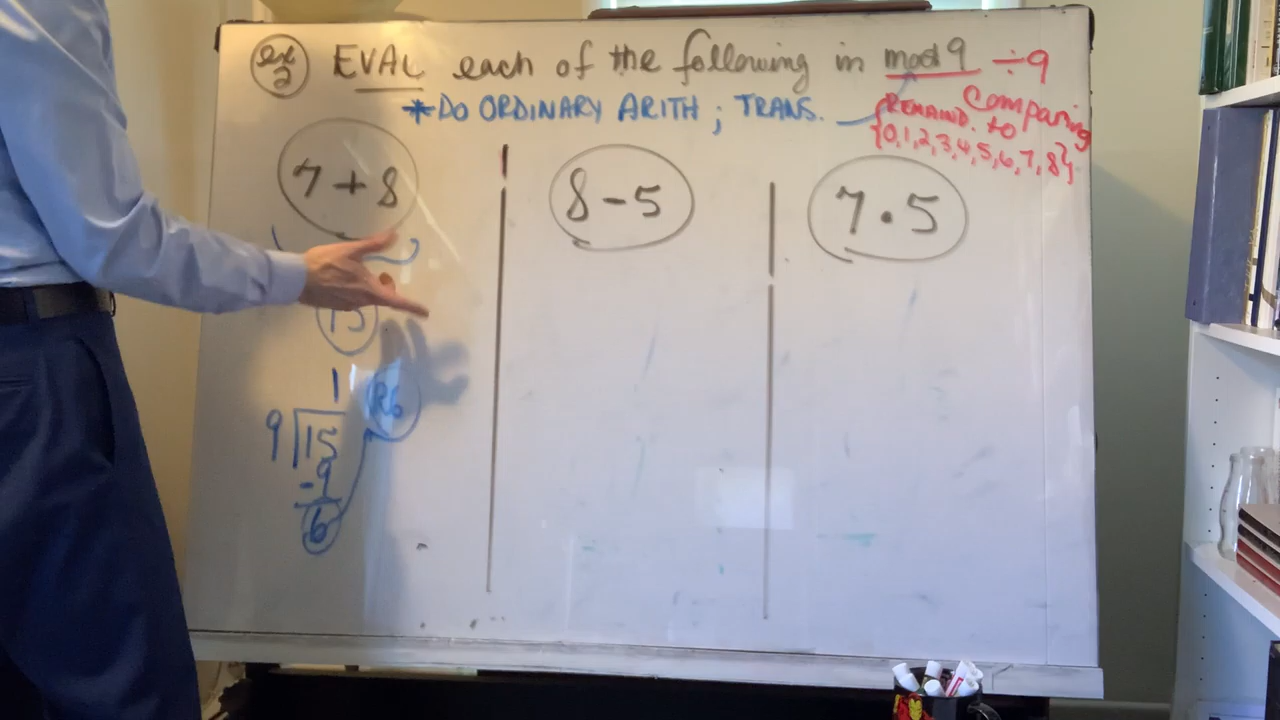 ex 2 EVAL each of the following in mod 9 ÷9
*DO ORDINARY ARITH; TRANS.
REMAIND. Comparing to
{0,1,2,3,4,5,6,7,8}
7+8
8-5
7·5
15
1 R6
9 15
-9
6